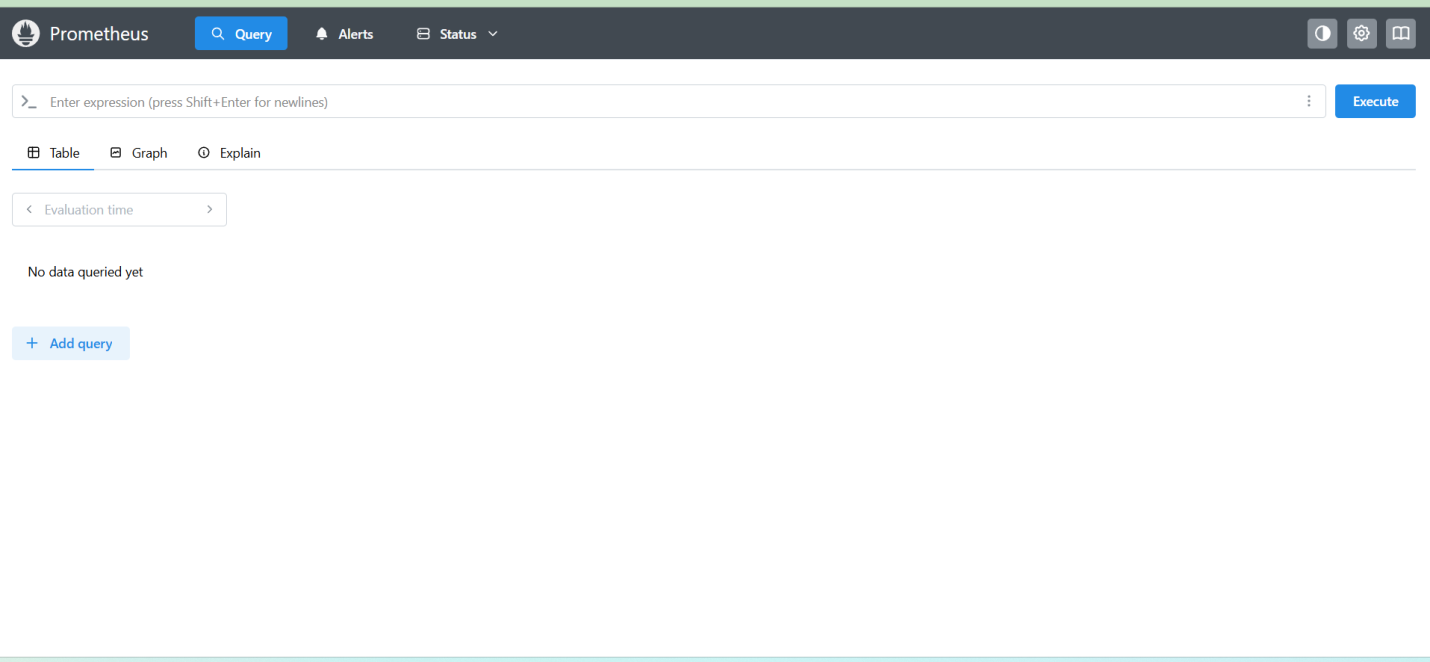 Prometheus Query Alerts Status
Enter expression (press Shift+Enter for newlines) Execute
Table Graph Explain
Evaluation time
No data queried yet
Add query